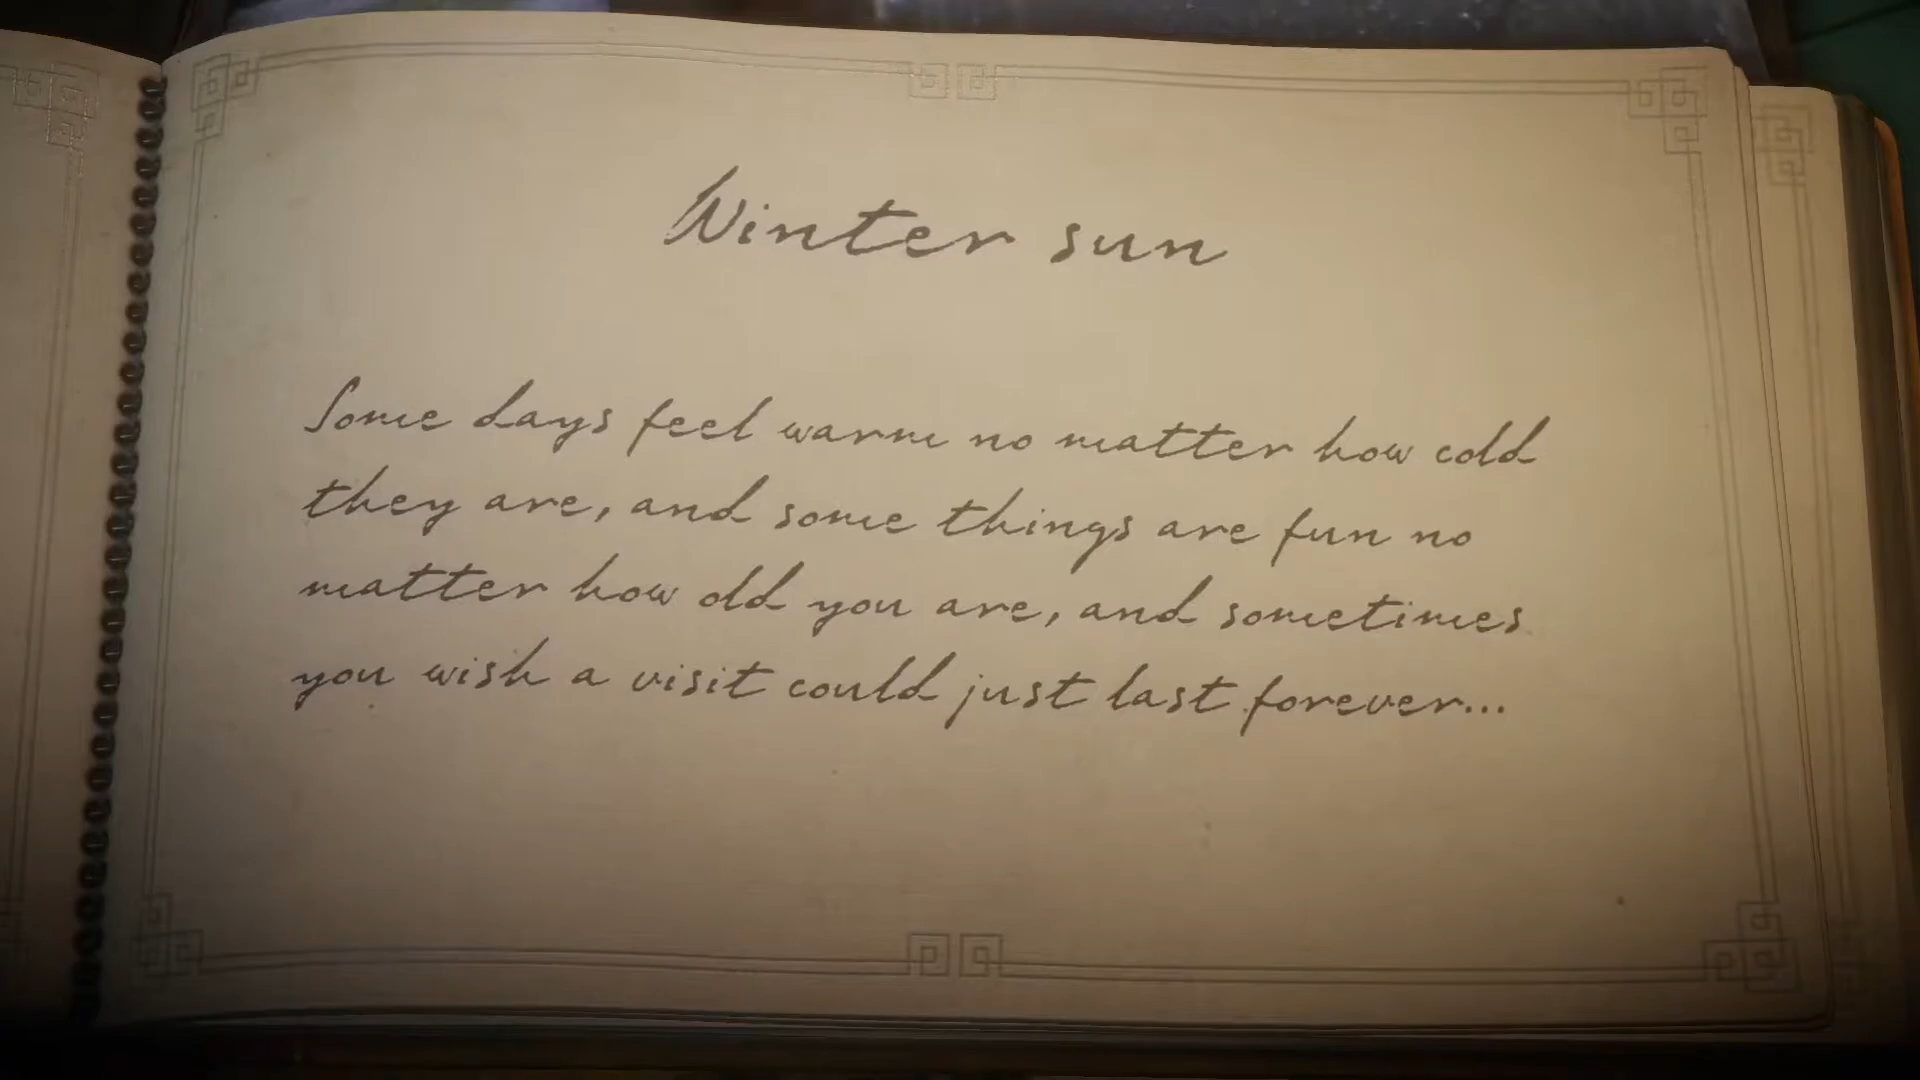 Winter sun
Some days feel warm no matter how cold
they are, and some things are fun no
matter how old you are, and sometimes
you wish a visit could just last forever...